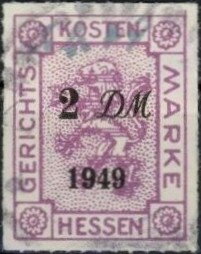 KOSTEN-
GERICHTS
MARKE
2 DM
1949
HESSEN